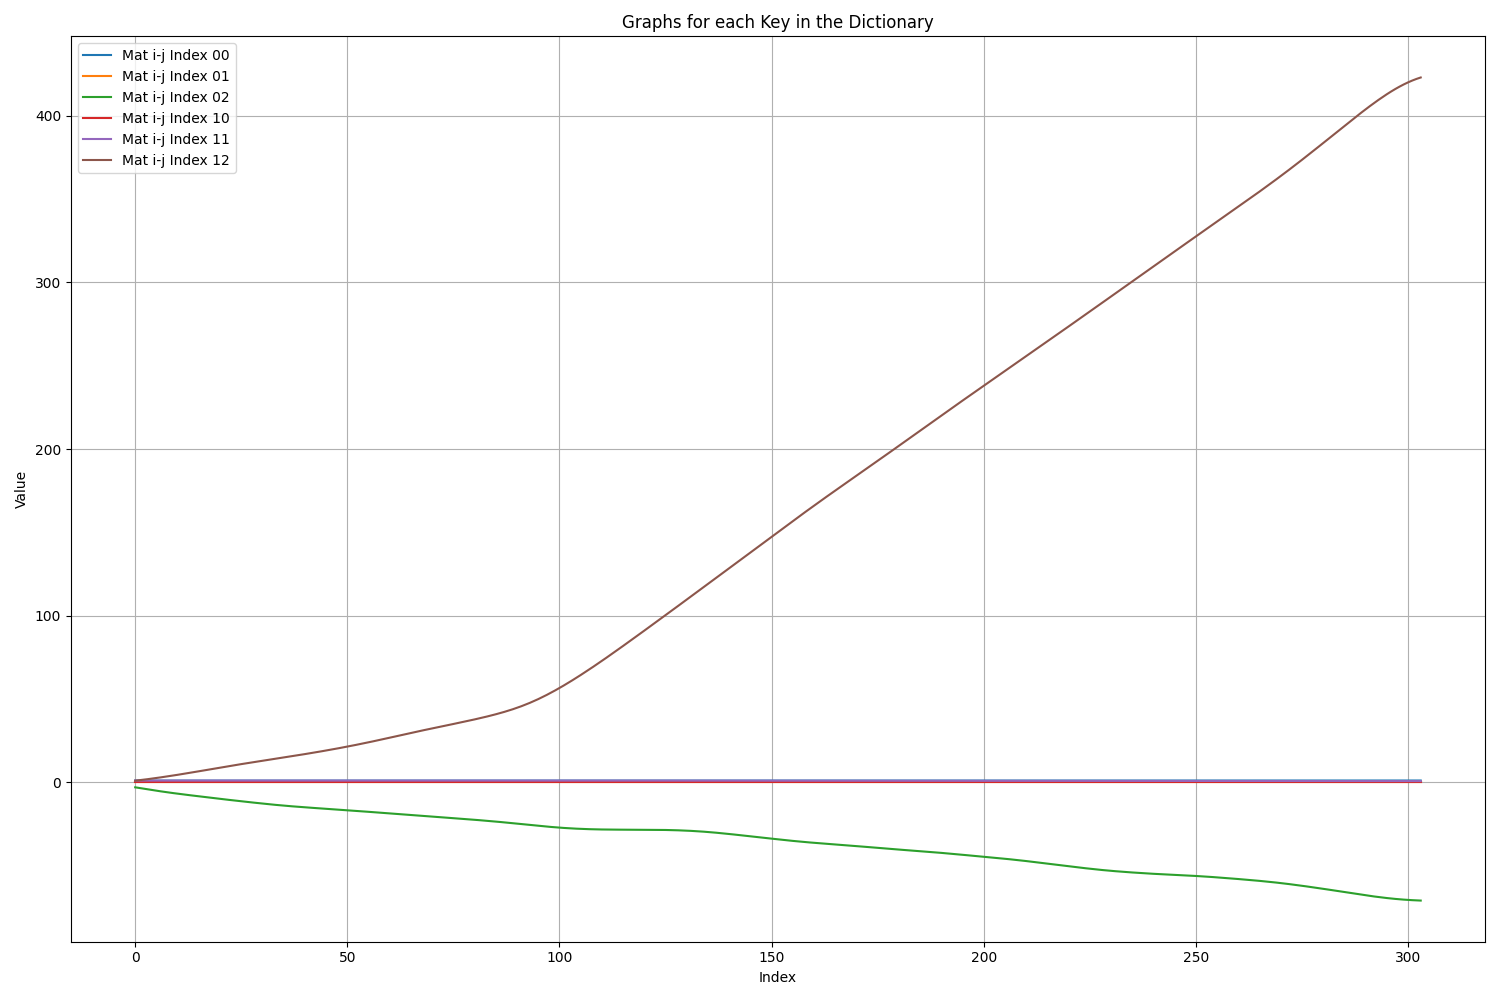 Graphs for each Key in the Dictionary
Mat i-j Index 00
Mat i-j Index 01
Mat i-j Index 02
Mat i-j Index 10
Mat i-j Index 11
Mat i-j Index 12
400
300
200
100
0
Value
0 50 100 150 200 250 300
Index